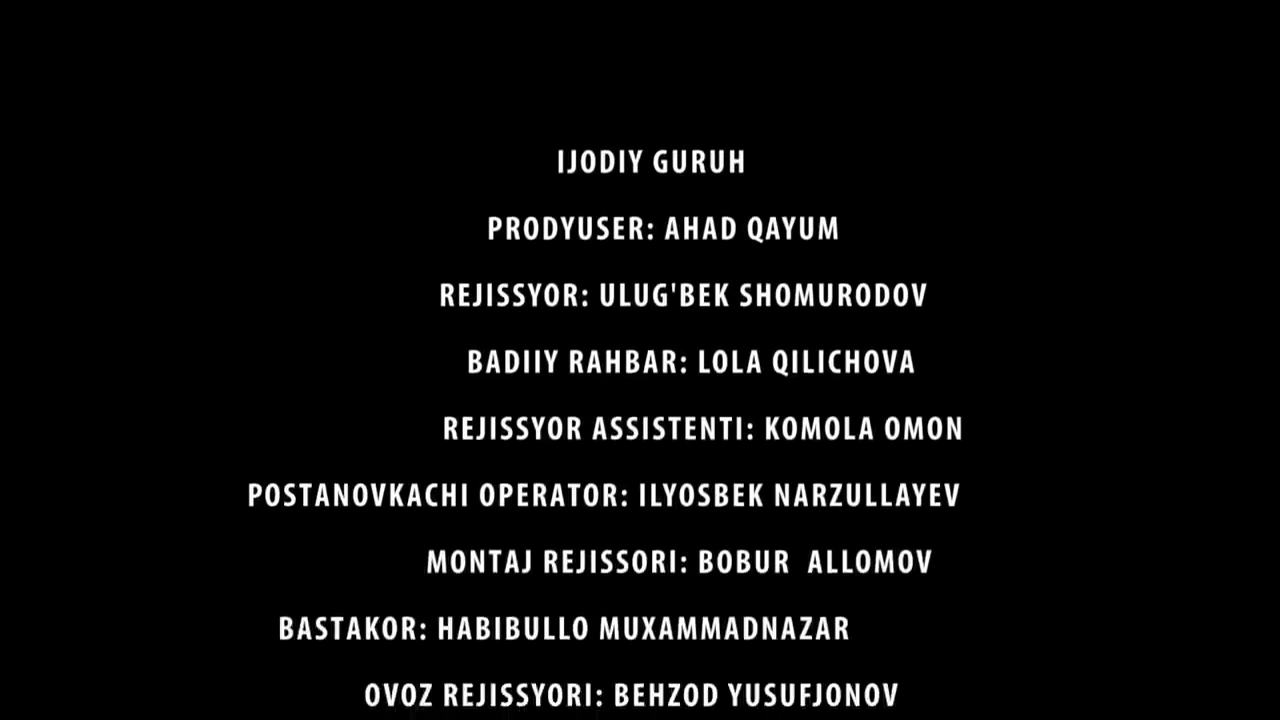 IJODIY GURUH
PRODYUSER: AHAD QAYUM
REJISSYOR: ULUG'BEK SHOMURODOV
BADIIY RAHBAR: LOLA QILICHOVA
REJISSYOR ASSISTENTI: KOMOLA OMON
POSTANOVKACHI OPERATOR: ILYOSBEK NARZULLAYEV
MONTAJ REJISSORI: BOBUR  ALLOMOV
BASTAKOR: HABIBULLO MUXAMMADNAZAR
OVOZ REJISSYORI: BEHZOD YUSUFJONOV